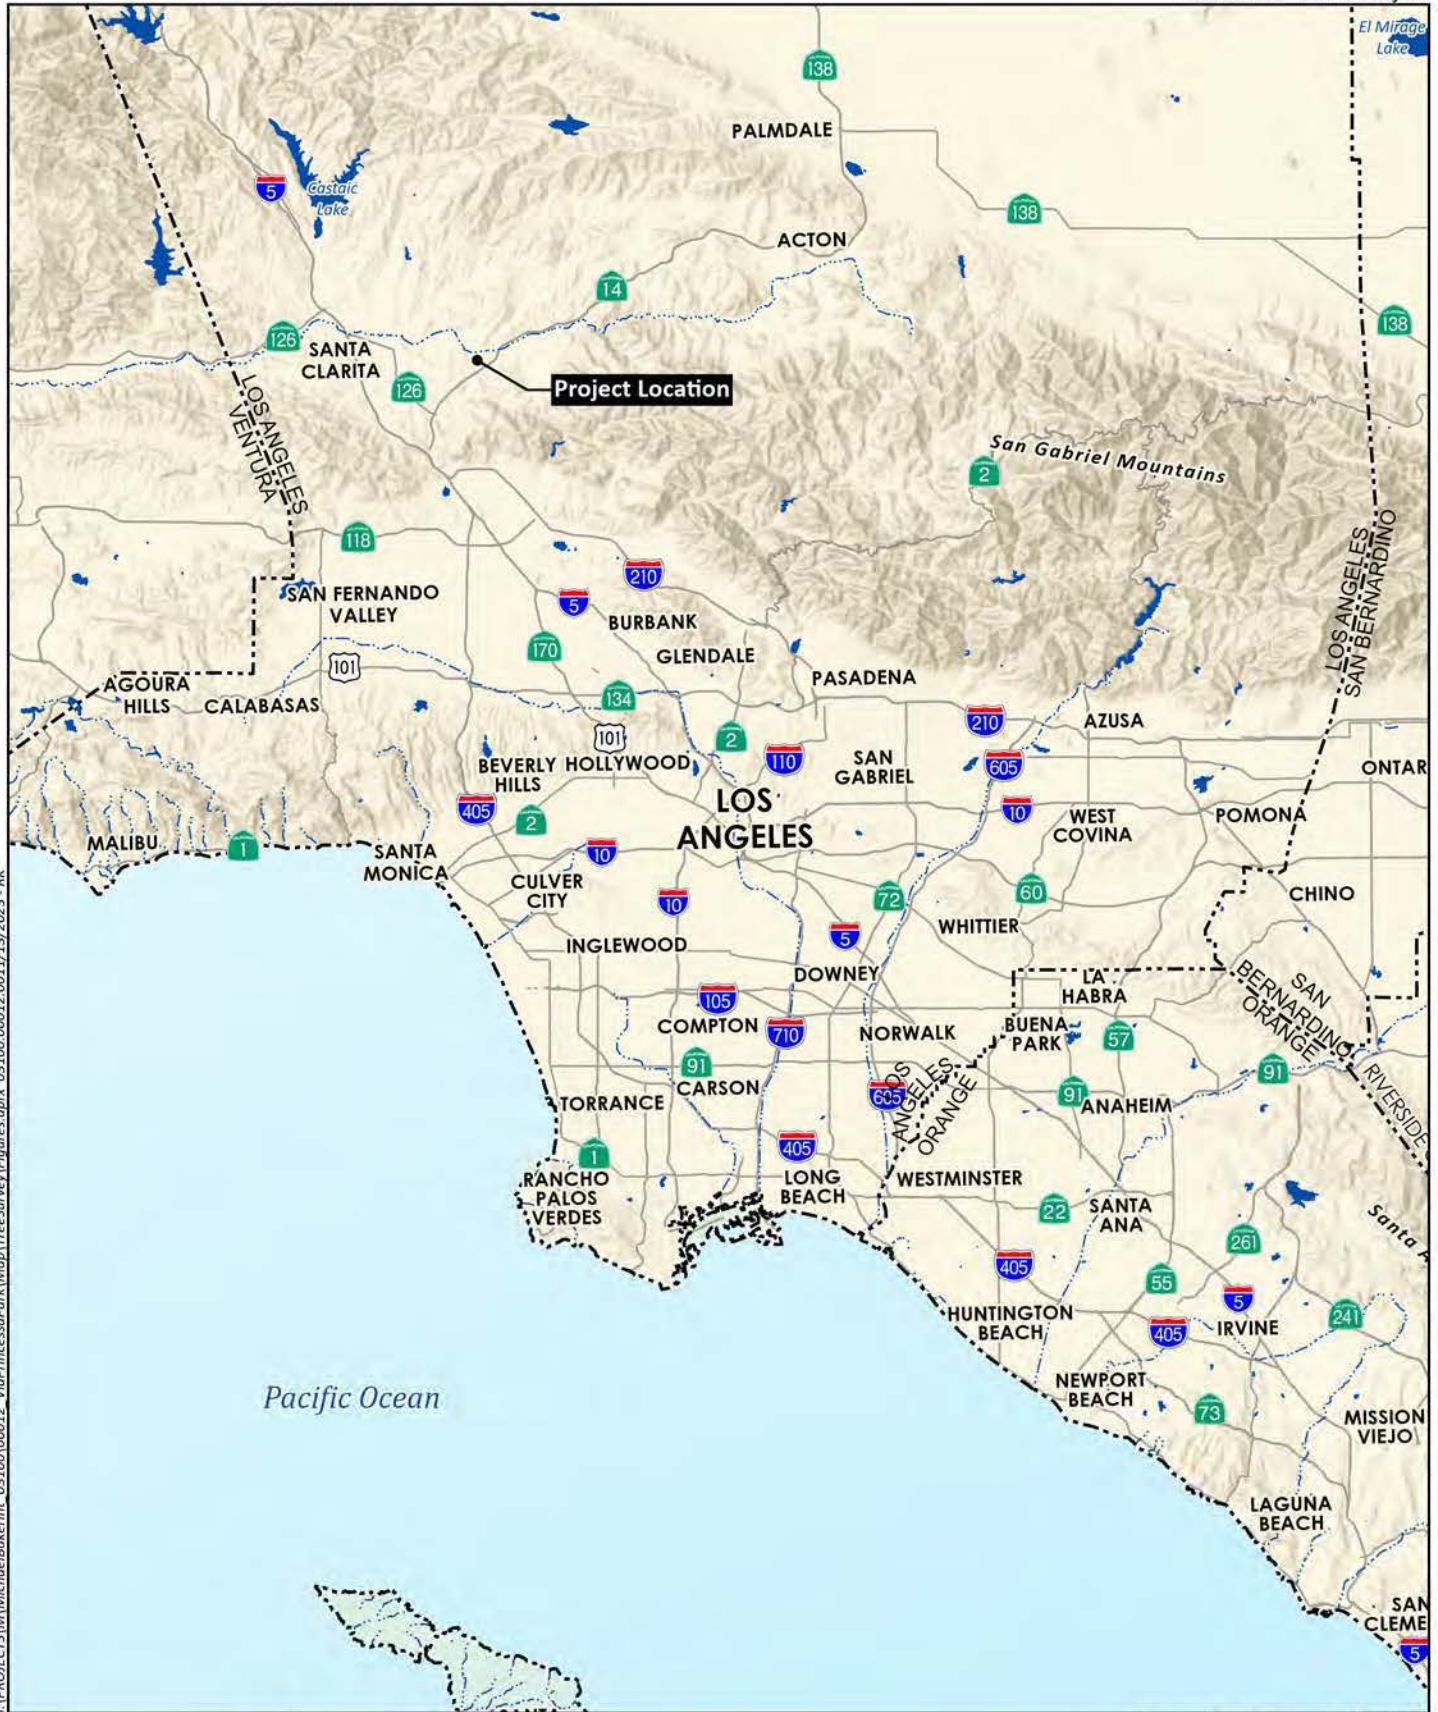 El Mirage
Lake
138
PALMDALE
5
Castaic
Lake
138
ACTON
14
138
126
SANTA
CLARITA
126
Project Location
LOS ANGELES
VENTURA
San Gabriel Mountains
2
118
LOS ANGELES
SAN BERNARDINO
210
SAN FERNANDO
VALLEY
5
BURBANK
170
GLENDALE
101
PASADENA
AGOURA
HILLS
CALABASAS
134
210
AZUSA
101
2
110
BEVERLY
HILLS
HOLLYWOOD
SAN
GABRIEL
605
ONTAR
405
2
LOS
ANGELES
10
WEST
COVINA
POMONA
MALIBU
1
SANTA
MONICA
10
CULVER
CITY
10
72
60
CHINO
INGLEWOOD
5
WHITTIER
DOWNEY
LA
HABRA
SAN
BERNARDINO
ORANGE
105
COMPTON
710
NORWALK
BUENA
PARK
57
91
CARSON
91
RIVERSIDE
605
LOS
ANGELES
ORANGE
91
ANAHEIM
TORRANCE
1
405
RANCHO
PALOS
VERDES
LONG
BEACH
WESTMINSTER
22
SANTA
ANA
Santa A
261
405
55
5
HUNTINGTON
BEACH
405
IRVINE
241
NEWPORT
BEACH
73
Pacific Ocean
MISSION
VIEJO
LAGUNA
BEACH
SAN
CLEME
5